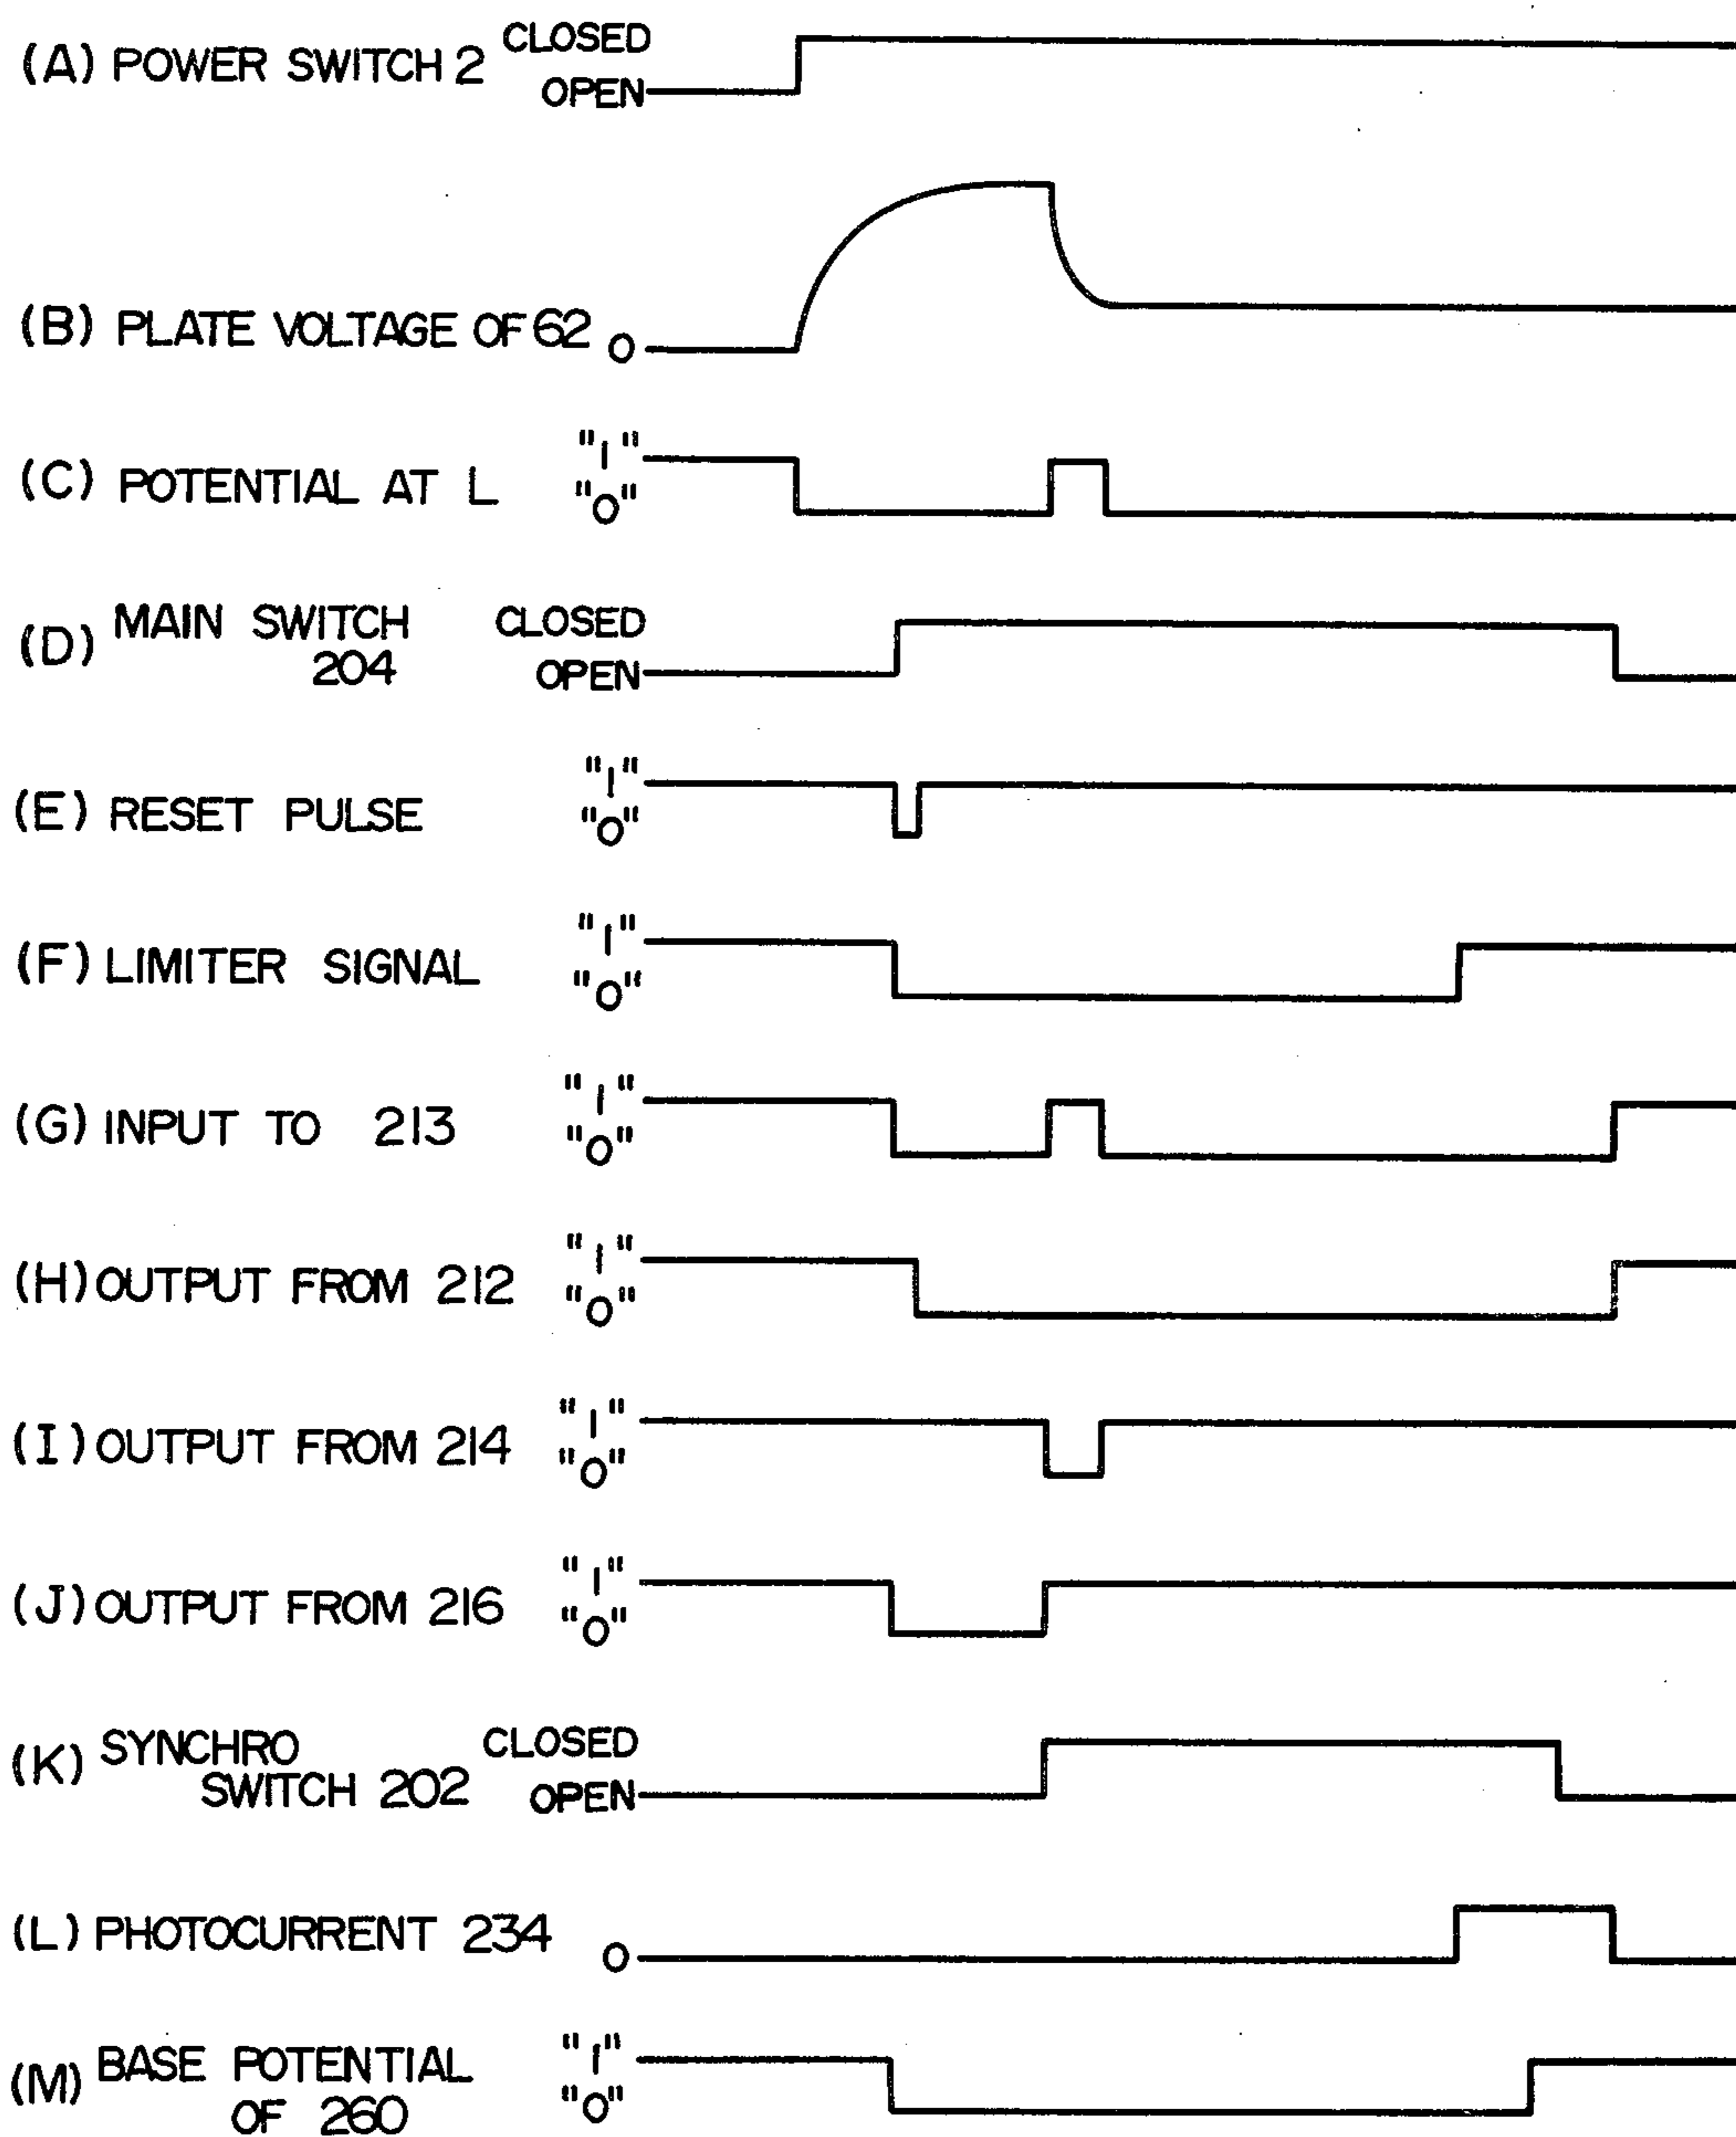 (A) POWER SWITCH 2 CLOSED
OPEN
(B) PLATE VOLTAGE OF 62 0
(C) POTENTIAL AT L "1"
"0"
(D) MAIN SWITCH 204 CLOSED
OPEN
(E) RESET PULSE "1"
"0"
(F) LIMITER SIGNAL "1"
"0"
(G) INPUT TO 213 "1"
"0"
(H) OUTPUT FROM 212 "1"
"0"
(I) OUTPUT FROM 214 "1"
"0"
(J) OUTPUT FROM 216 "1"
"0"
(K) SYNCHRO SWITCH 202 CLOSED
OPEN
(L) PHOTOCURRENT 234 0
(M) BASE POTENTIAL OF 260 "1"
"0"